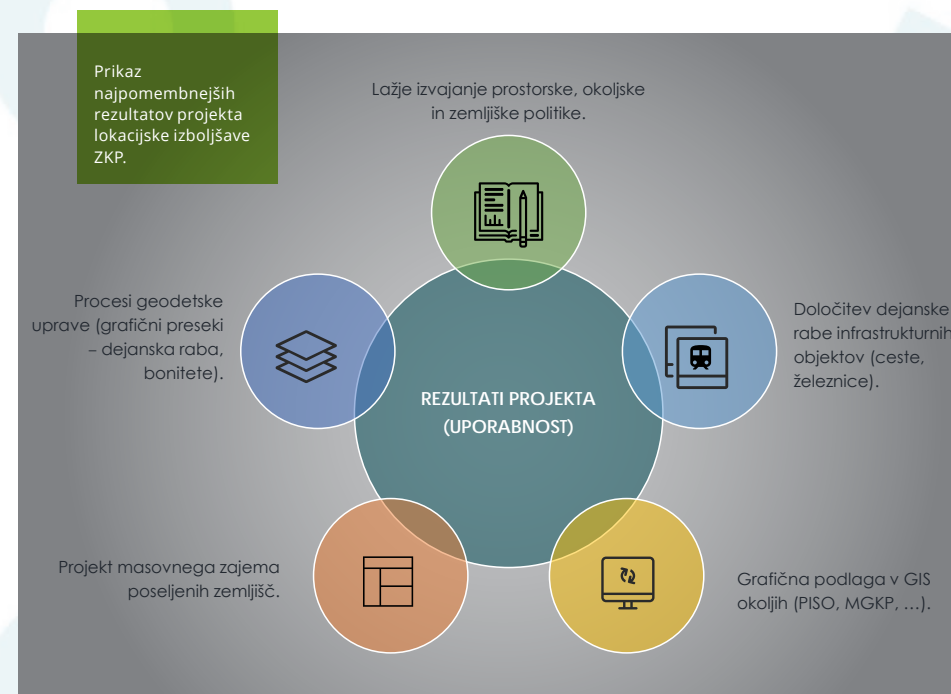 Prikaz
najpomembnejših
rezultatov projekta
lokacijske izboljšave
ZKP.
Lažje izvajanje prostorske, okoljske
in zemljiške politike.
Procesi geodetske
uprave (grafični preseki
– dejanska raba,
bonitete).
Določitev dejanske
rabe infrastrukturnih
objektov (ceste,
železnice).
REZULTATI PROJEKTA
(UPORABNOST)
Projekt masovnega zajema
poseljenih zemljišč.
Grafična podlaga v GIS
okoljih (PISO, MGKP, ...).